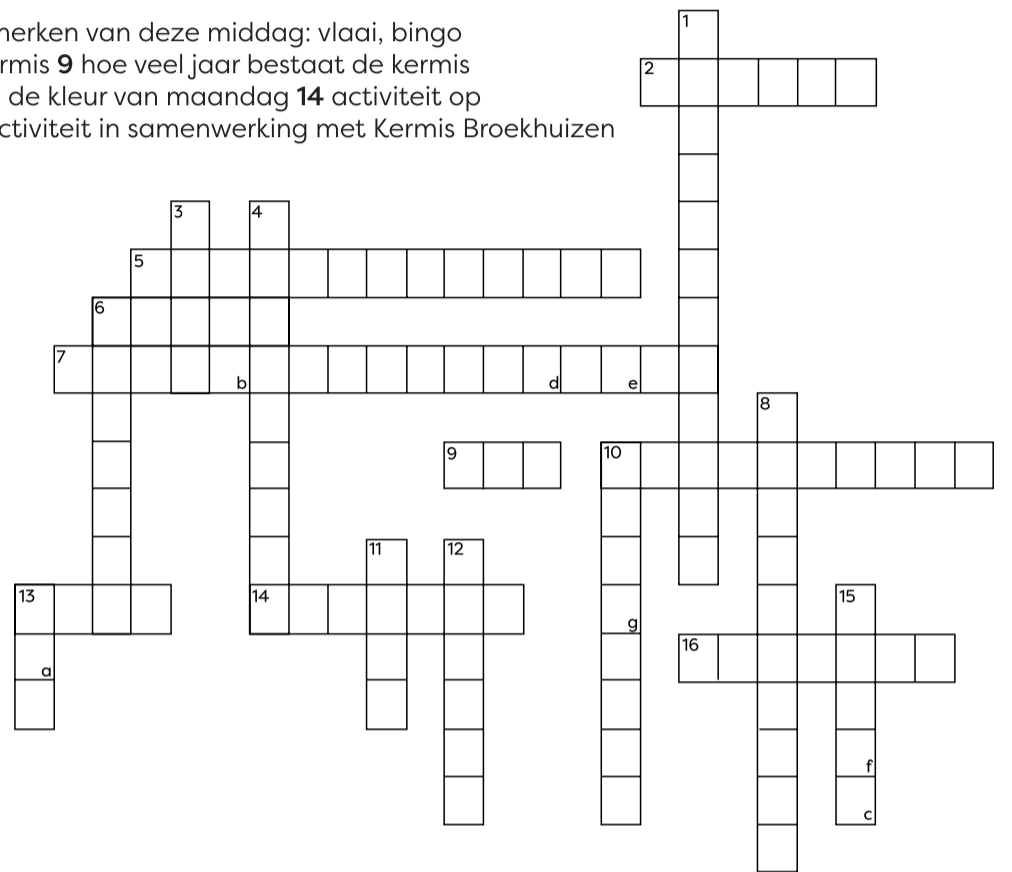 nerken van deze middag: vlaai, bingo
rmis 9 hoe veel jaar bestaat de kermis
de kleur van maandag 14 activiteit op
ctiviteit in samenwerking met Kermis Broekhuizen
1
2
3
4
5
6
7
b
d
e
8
9
10
11
12
13
14
15
g
16
a
f
c